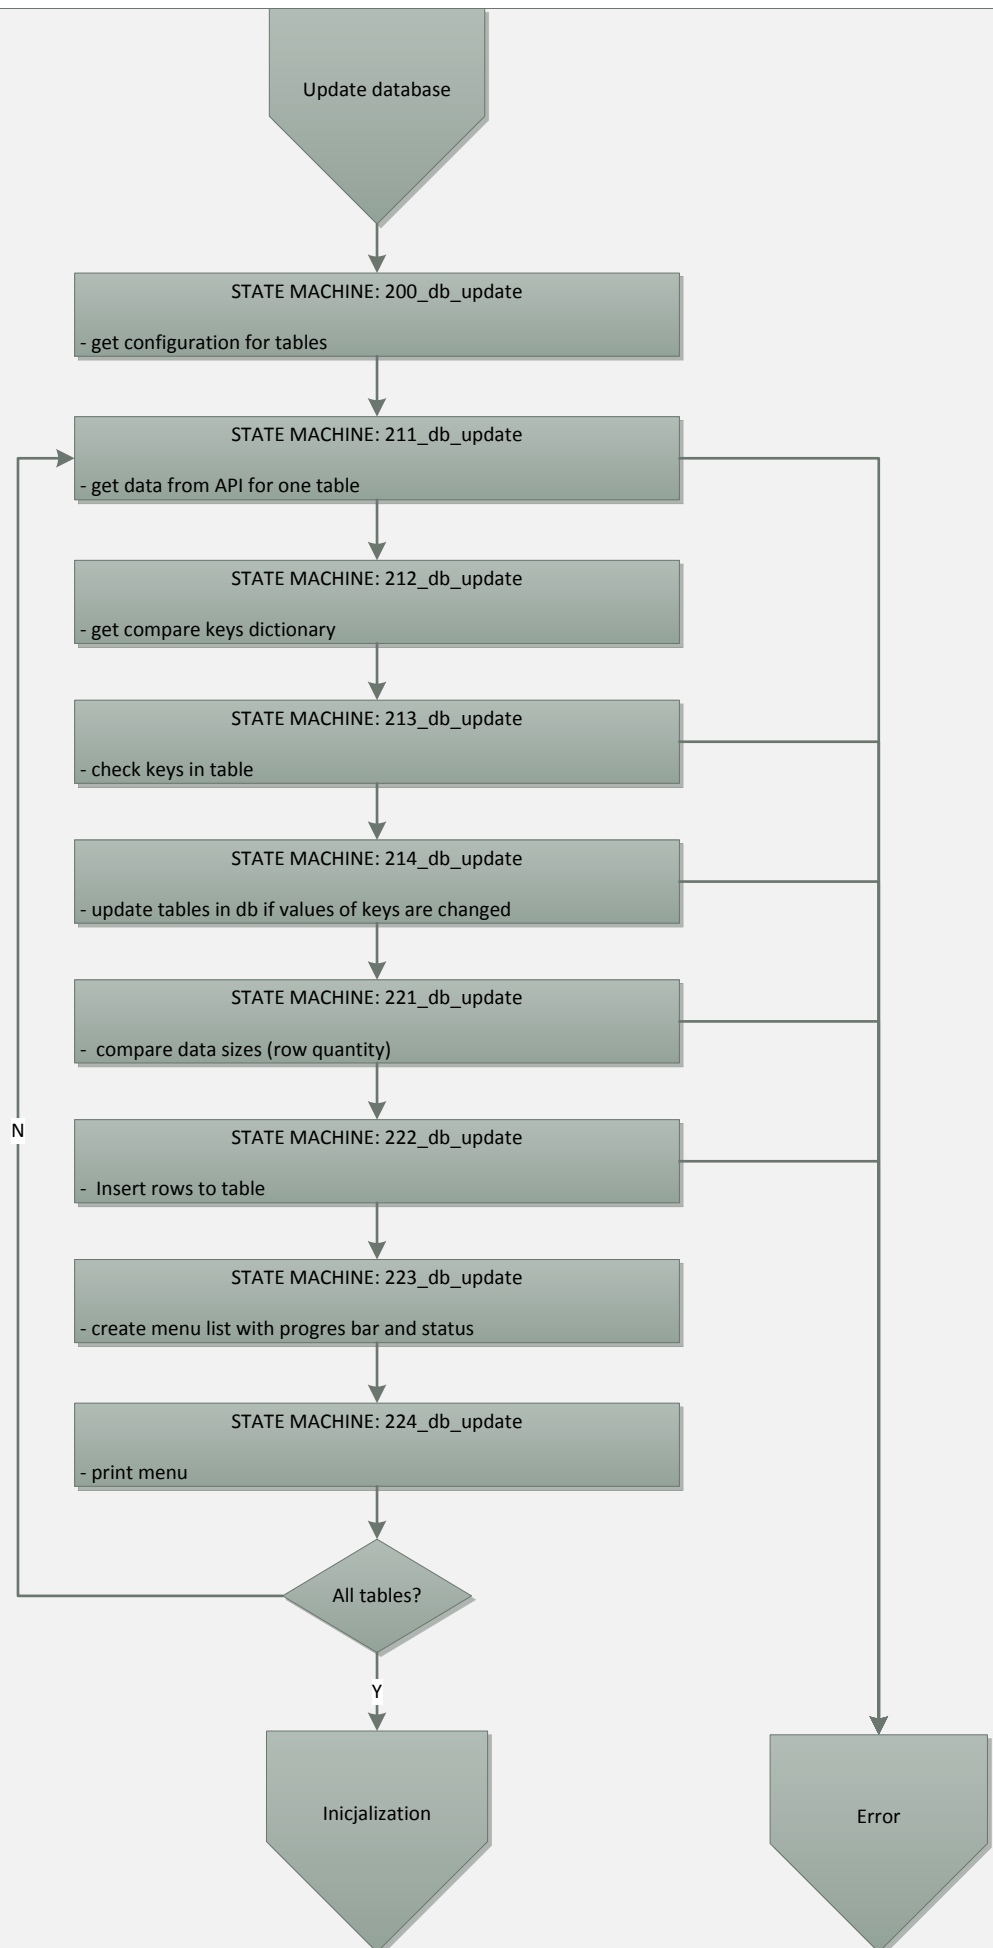 Update database
STATE MACHINE: 200_db_update
- get configuration for tables
STATE MACHINE: 211_db_update
- get data from API for one table
STATE MACHINE: 212_db_update
- get compare keys dictionary
STATE MACHINE: 213_db_update
- check keys in table
STATE MACHINE: 214_db_update
- update tables in db if values of keys are changed
STATE MACHINE: 221_db_update
-  compare data sizes (row quantity)
N
STATE MACHINE: 222_db_update
-  Insert rows to table
STATE MACHINE: 223_db_update
- create menu list with progres bar and status
STATE MACHINE: 224_db_update
- print menu
All tables?
Y
Inicjalization
Error